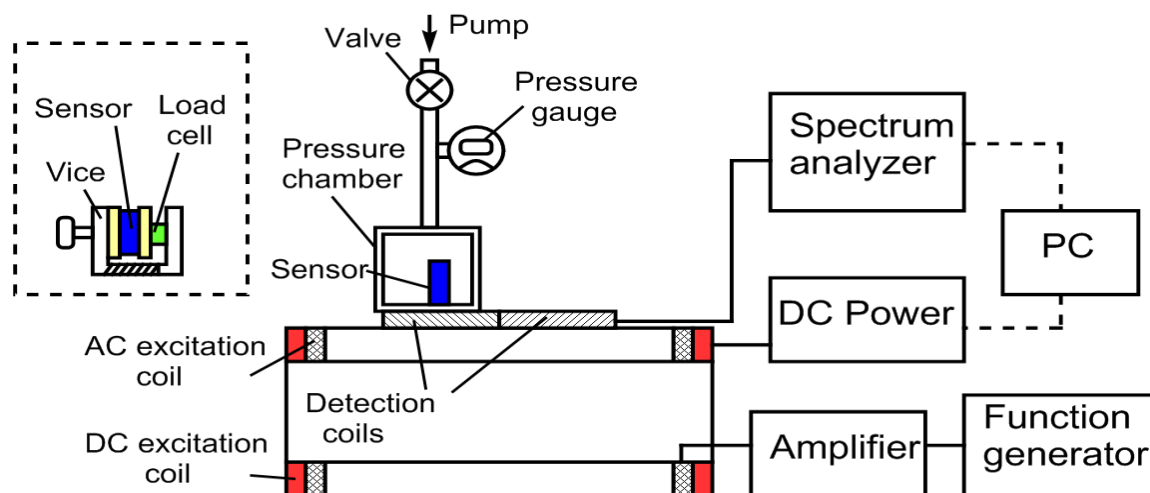 Pump
Valve
Pressure
gauge
Sensor
Load
cell
Vice
Pressure
chamber
Sensor
Spectrum
analyzer
PC
DC Power
AC excitation
coil
Detection
coils
DC excitation
coil
Amplifier
Function
generator